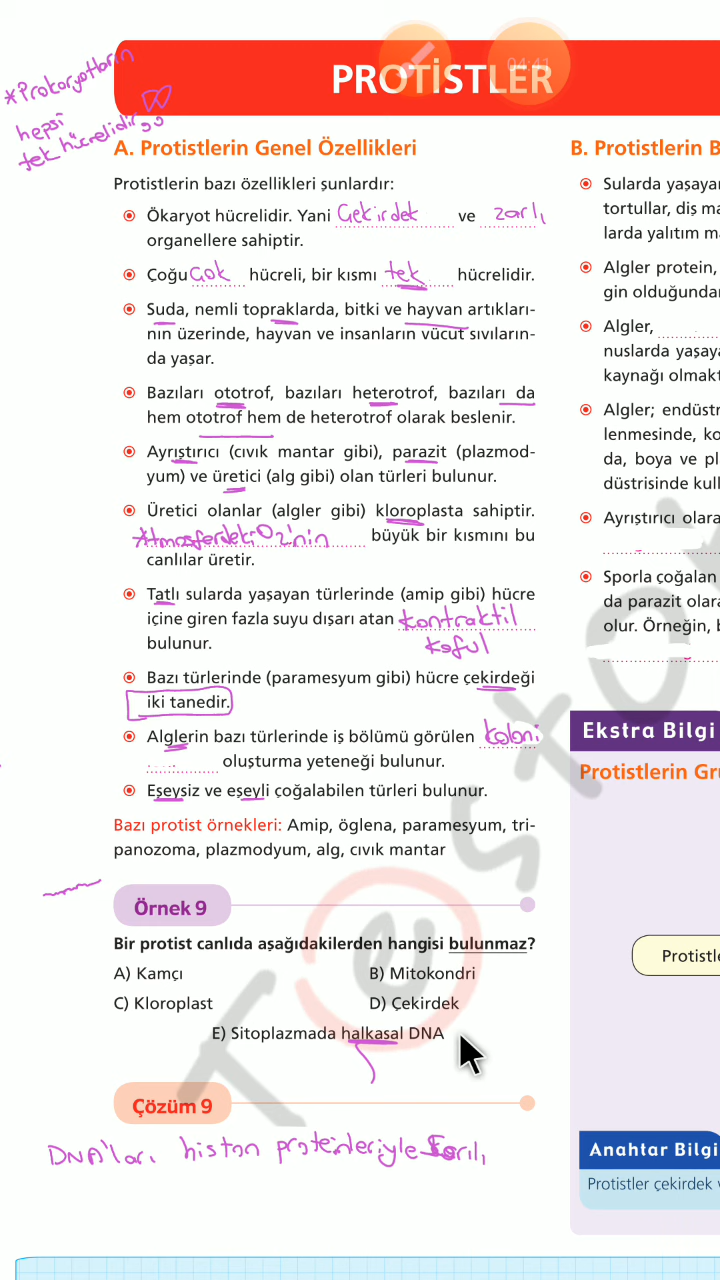 PROTİSTLER
04:41
*Prokaryotların
hepsi
tek hücrelidir
A. Protistlerin Genel Özellikleri
Protistlerin bazı özellikleri şunlardır:
Ökaryot hücrelidir. Yani Çekirdek ve zarlı
organellere sahiptir.
Çoğu Çok hücreli, bir kısmı tek hücrelidir.
Suda, nemli topraklarda, bitki ve hayvan artıkları-
nın üzerinde, hayvan ve insanların vücut sıvıların-
da yaşar.
Bazıları ototrof, bazıları heterotrof, bazıları da
hem ototrof hem de heterotrof olarak beslenir.
Ayrıştırıcı (cıvık mantar gibi), parazit (plazmod-
yum) ve üretici (alg gibi) olan türleri bulunur.
Üretici olanlar (algler gibi) kloroplasta sahiptir.
Atmosferdeki O2'nin büyük bir kısmını bu
canlılar üretir.
Tatlı sularda yaşayan türlerinde (amip gibi) hücre
içine giren fazla suyu dışarı atan kontraktil
koful
bulunur.
Bazı türlerinde (paramesyum gibi) hücre çekirdeği
iki tanedir.
Alglerin bazı türlerinde iş bölümü görülen koloni
oluşturma yeteneği bulunur.
Eşeysiz ve eşeyli çoğalabilen türleri bulunur.
Bazı protist örnekleri: Amip, öglena, paramesyum, tri-
panozoma, plazmodyum, alg, cıvık mantar
Örnek 9
Bir protist canlıda aşağıdakilerden hangisi bulunmaz?
A) Kamçı B) Mitokondri
C) Kloroplast D) Çekirdek
E) Sitoplazmada halkasal DNA
Çözüm 9
DNA'ları histon proteinleriyle sarılı
B. Protistlerin B
Sularda yaşayan
tortullar, diş ma
larda yalıtım ma
Algler protein,
gin olduğundan
Algler,
nuslarda yaşaya
kaynağı olmakt
Algler; endüstr
lenmesinde, ko
da, boya ve pl
düstrisinde kull
Ayrıştırıcı olara
Sporla çoğalan
da parazit olara
olur. Örneğin, b
Ekstra Bilgi
Protistlerin Gru
Protistle
Anahtar Bilgi
Protistler çekirdek v
Testo